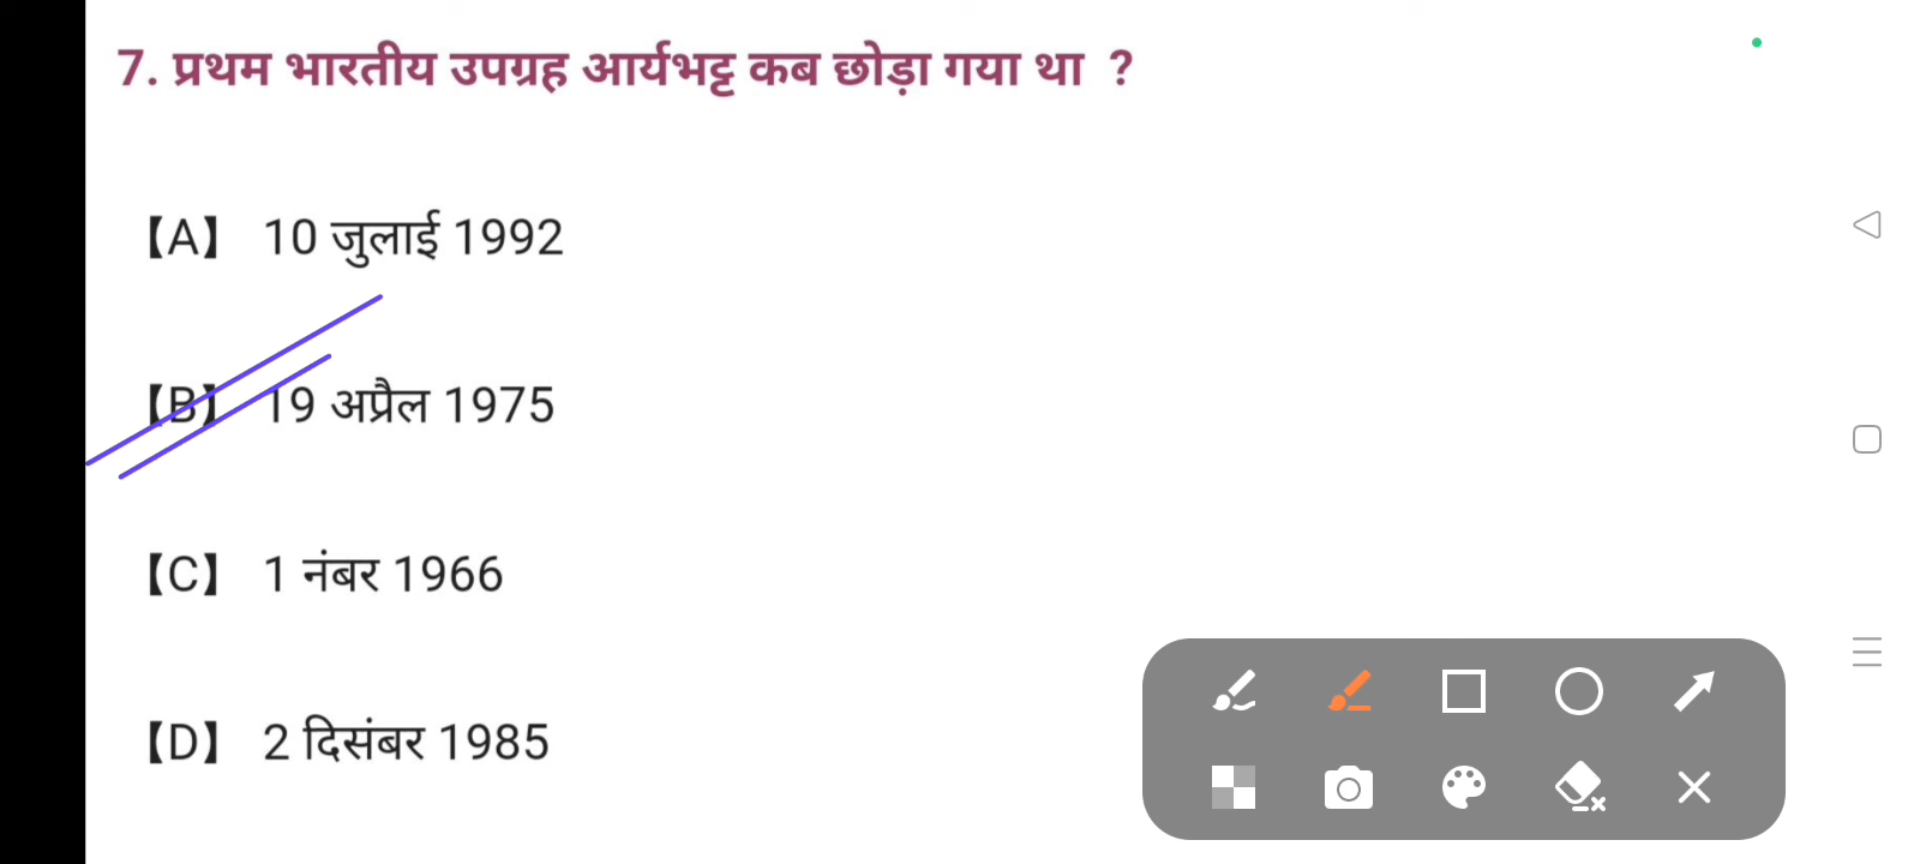 7. प्रथम भारतीय उपग्रह आर्यभट्ट कब छोड़ा गया था ?
【A】 10 जुलाई 1992
【B】 19 अप्रैल 1975
【C】 1 नंबर 1966
【D】 2 दिसंबर 1985